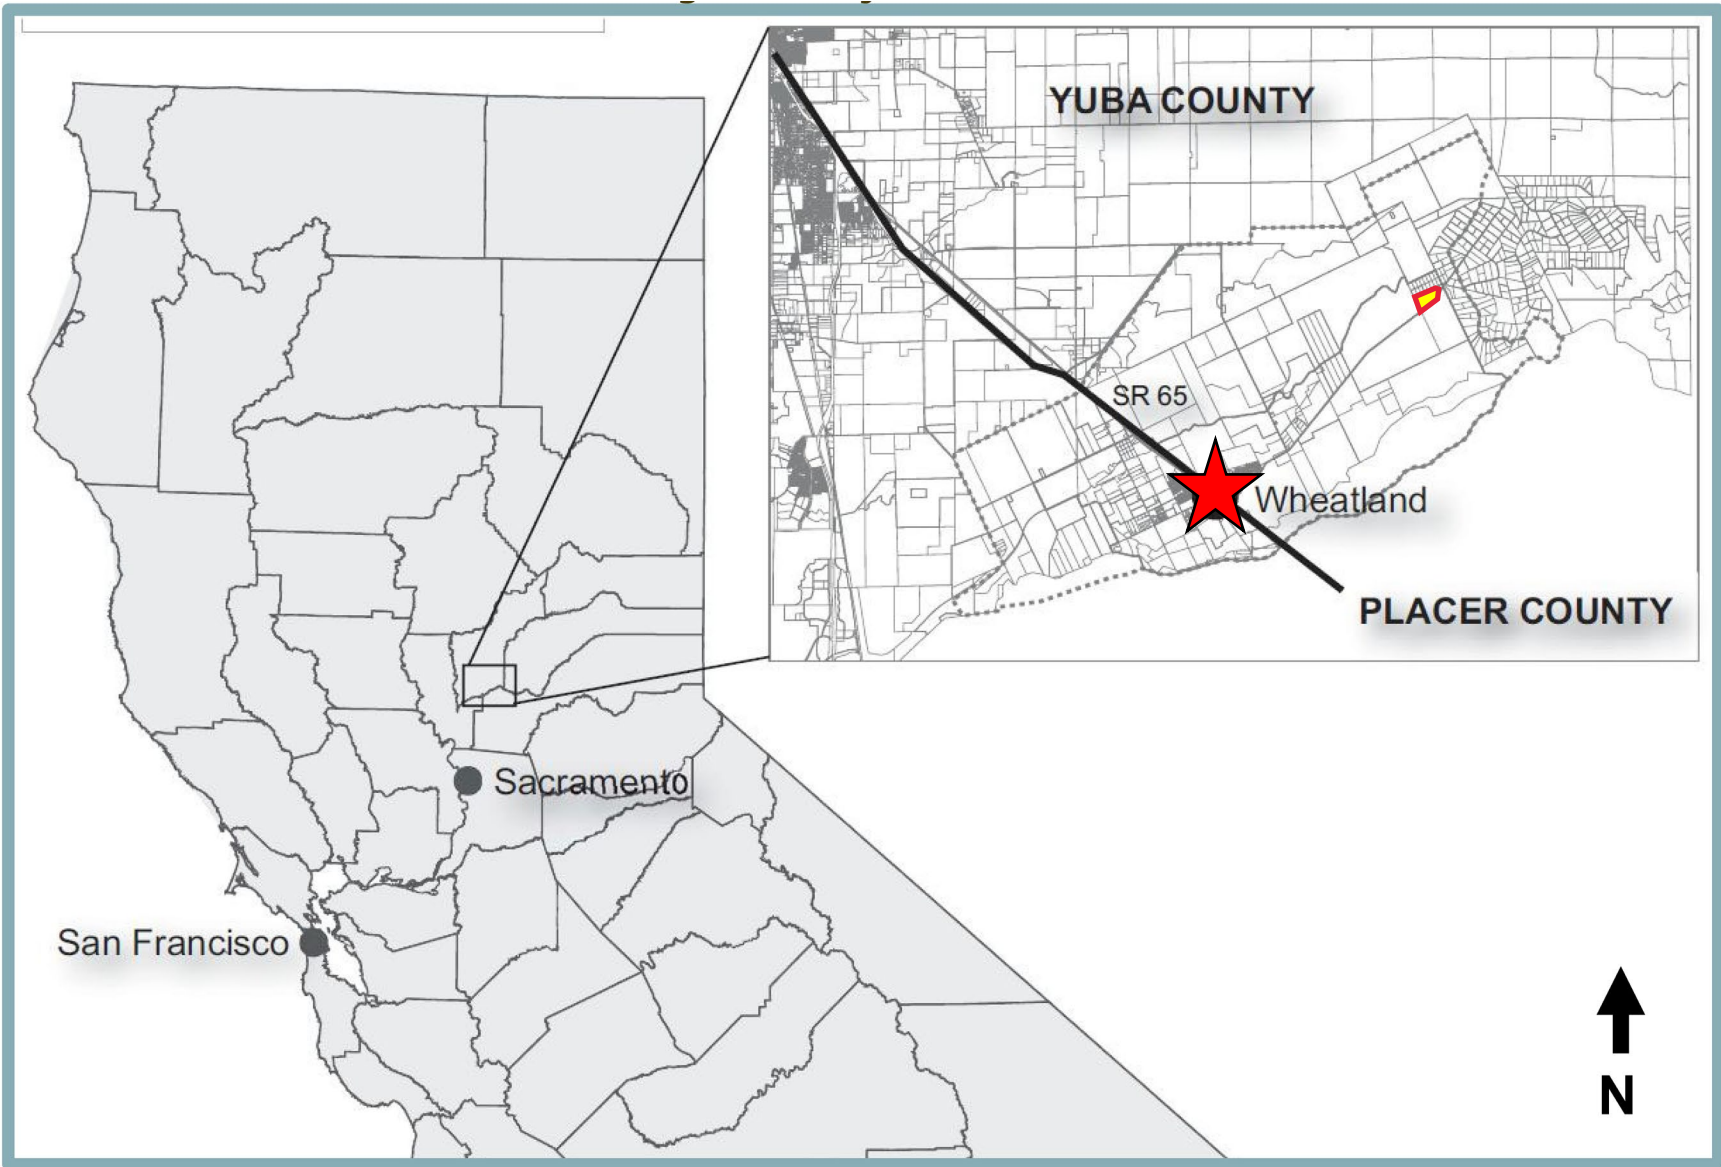 YUBA COUNTY
SR 65
Wheatland
PLACER COUNTY
Sacramento
San Francisco
N